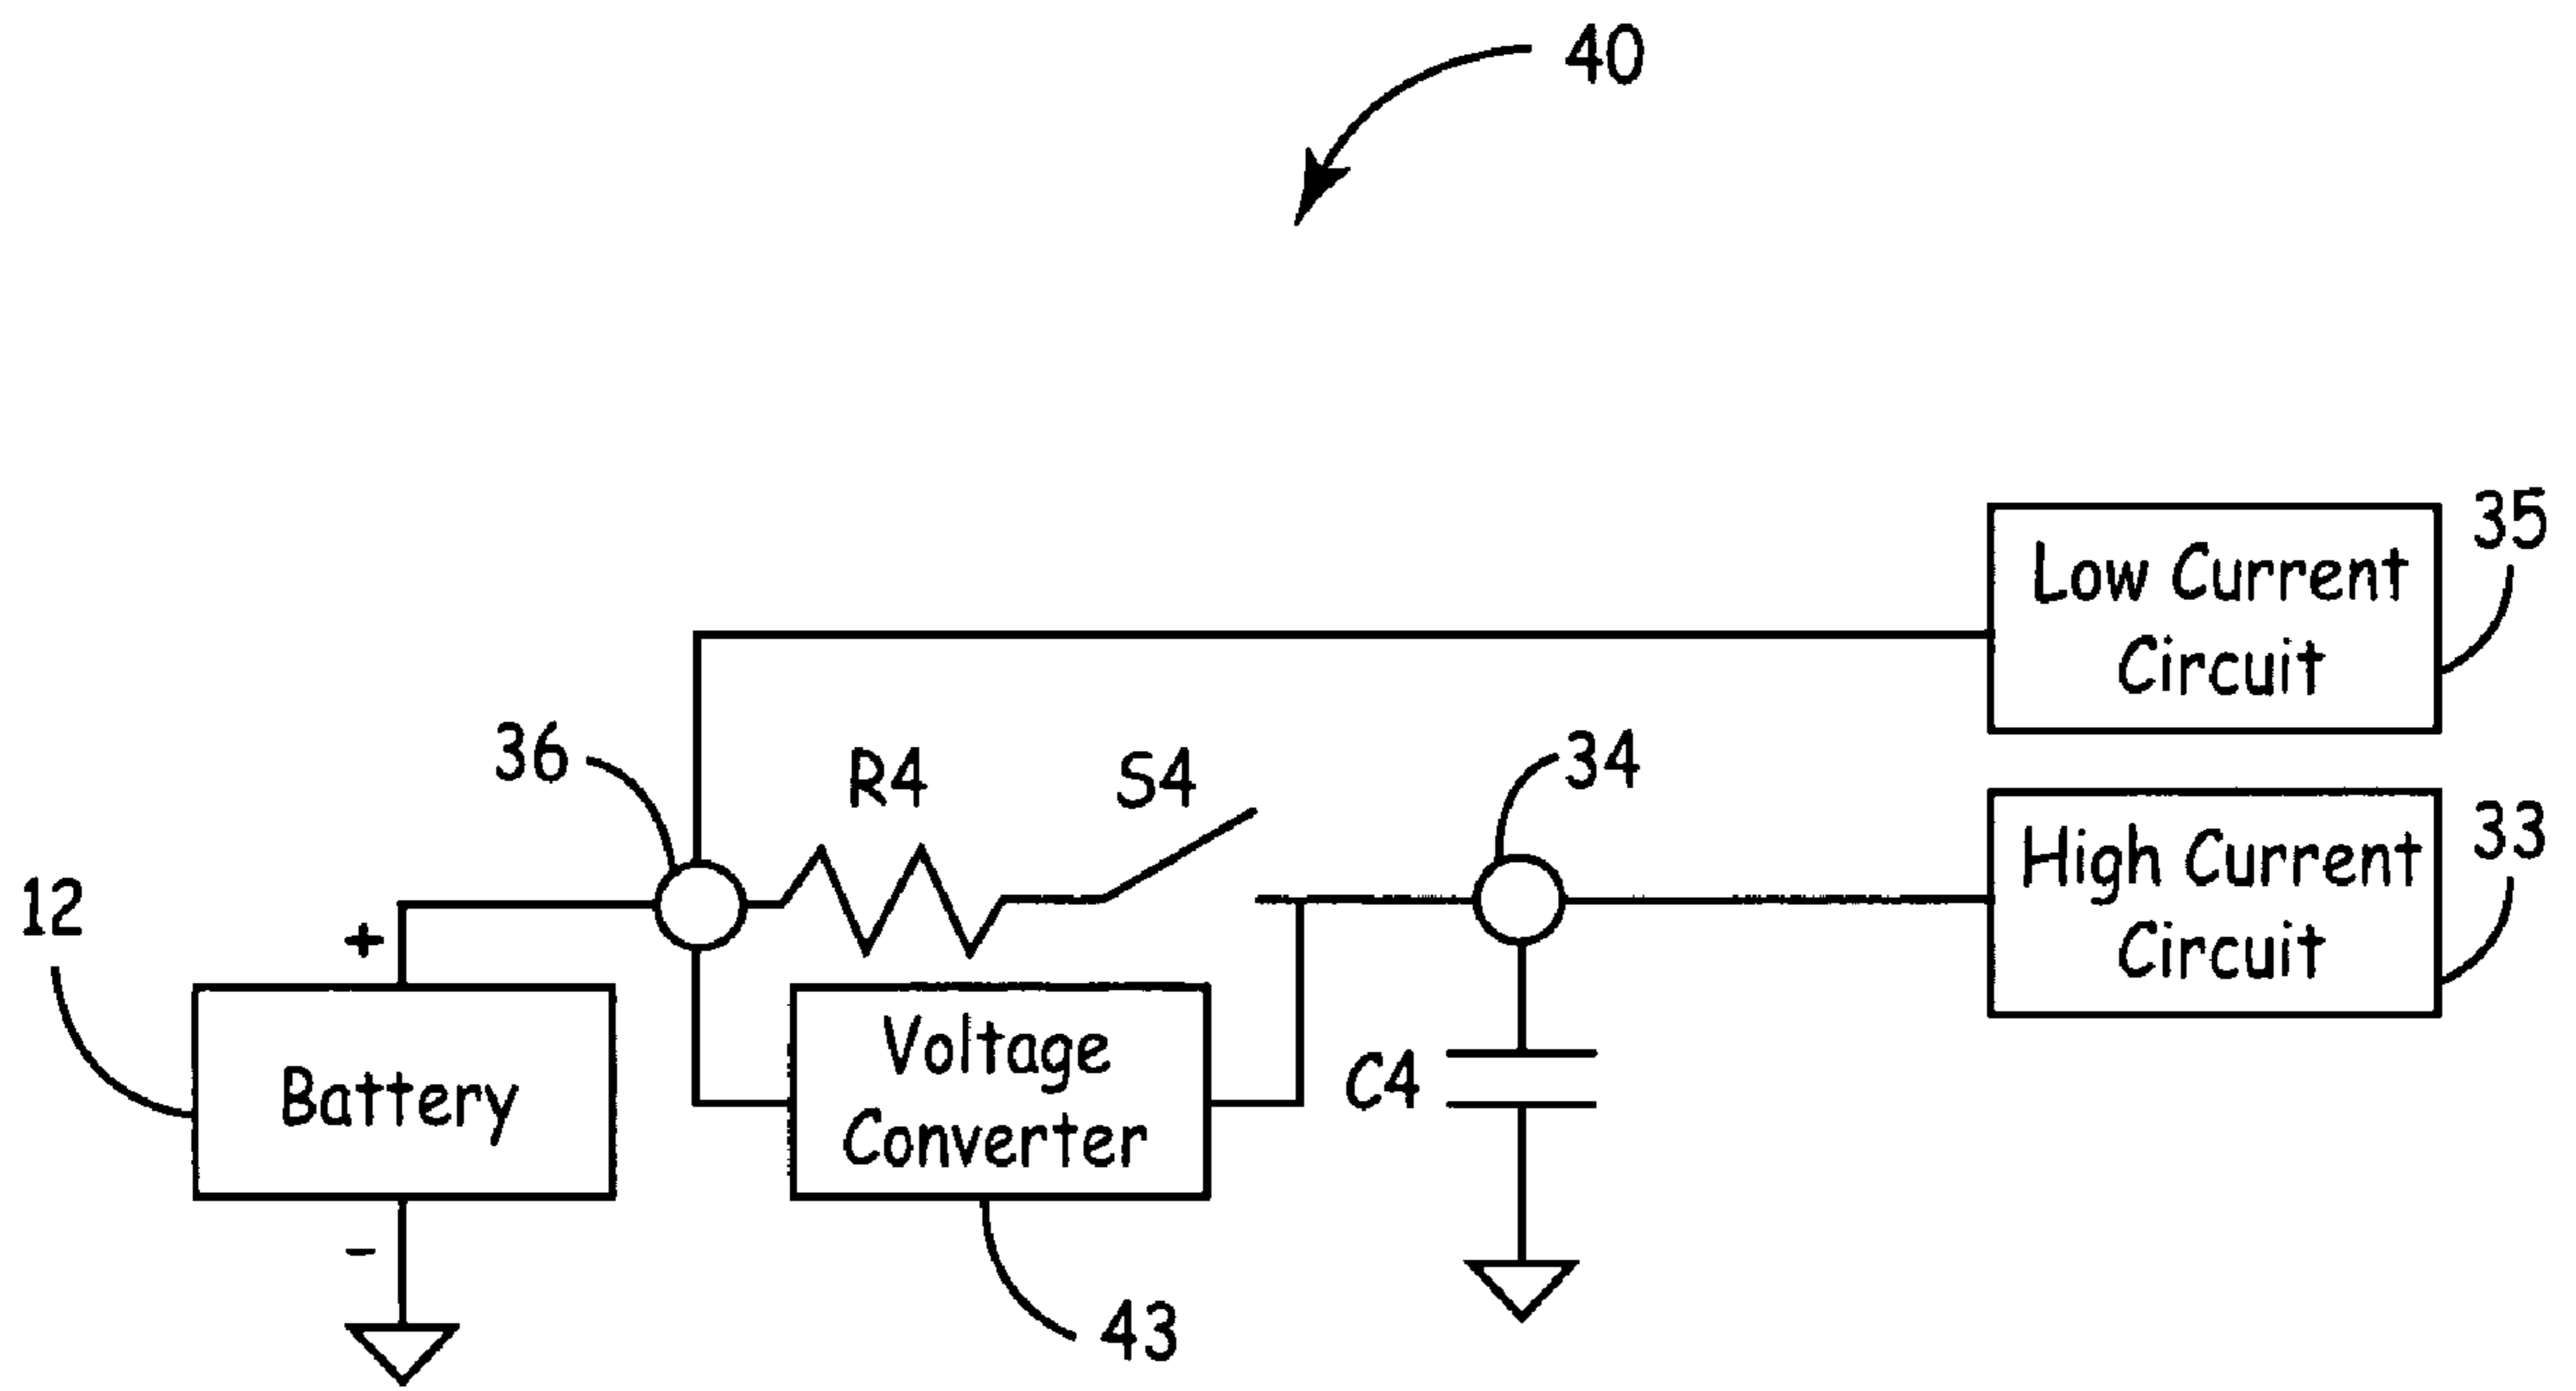 40
35
Low Current
Circuit
36
R4
S4
34
High Current
Circuit
33
12
+
Battery
-
Voltage
Converter
C4
43